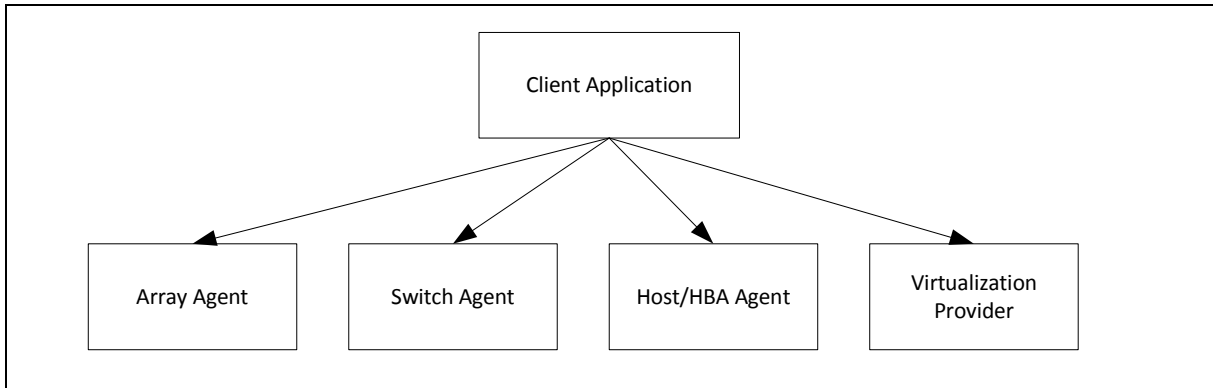 Client Application
Array Agent
Switch Agent
Host/HBA Agent
Virtualization
Provider